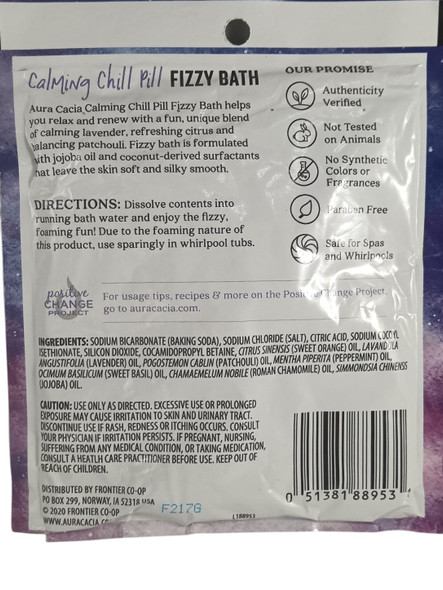 Calming Chill Pill FIZZY BATH
Aura Cacia Calming Chill Pill Fizzy Bath helps
you relax and renew with a fun, unique blend
of calming lavender, refreshing citrus and
balancing patchouli. Fizzy bath is formulated
with jojoba oil and coconut-derived surfactants
that leave the skin soft and silky smooth.
DIRECTIONS: Dissolve contents into
running bath water and enjoy the fizzy,
foaming fun! Due to the foaming nature of
this product, use sparingly in whirlpool tubs.
OUR PROMISE
Authenticity
Verified
Not Tested
on Animals
No Synthetic
Colors or
Fragrances
Paraben Free
Safe for Spas
and Whirlpools
positive
CHANGE
PROJECT
For usage tips, recipes & more on the Positive Change Project,
go to auracacia.com.
INGREDIENTS: SODIUM BICARBONATE (BAKING SODA), SODIUM CHLORIDE (SALT), CITRIC ACID, SODIUM COCOYL
ISETHIONATE, SILICON DIOXIDE, COCAMIDOPROPYL BETAINE, CITRUS SINENSIS (SWEET ORANGE) OIL, LAVANDULA
ANGUSTIFOLIA (LAVENDER) OIL, POGOSTEMON CABLIN (PATCHOULI) OIL, MENTHA PIPERITA (PEPPERMINT) OIL,
OCIMUM BASILICUM (SWEET BASIL) OIL, CHAMAEMELUM NOBILE (ROMAN CHAMOMILE) OIL, SIMMONDSIA CHINENSIS
(JOJOBA) OIL.
CAUTION: USE ONLY AS DIRECTED. EXCESSIVE USE OR PROLONGED
EXPOSURE MAY CAUSE IRRITATION TO SKIN AND URINARY TRACT.
DISCONTINUE USE IF RASH, REDNESS OR ITCHING OCCURS. CONSULT
YOUR PHYSICIAN IF IRRITATION PERSISTS. IF PREGNANT, NURSING,
SUFFERING FROM ANY MEDICAL CONDITION, OR TAKING MEDICATION,
CONSULT A HEATLH CARE PRACTITIONER BEFORE USE. KEEP OUT OF
REACH OF CHILDREN.
DISTRIBUTED BY FRONTIER CO-OP
PO BOX 299, NORWAY, IA 52318 USA
© 2020 FRONTIER CO-OP
WWW.AURACACIA.CO
F217G
L188953
0 51381 88953